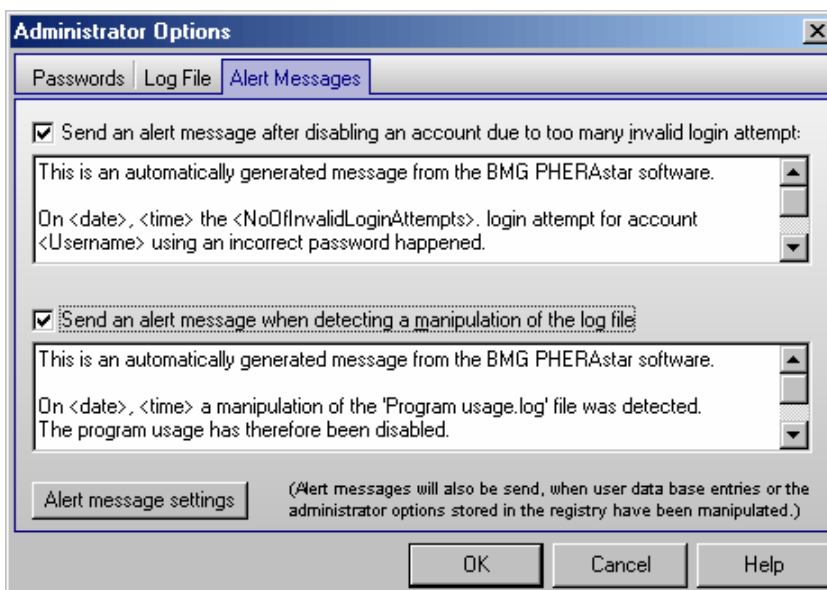 Administrator Options
Passwords Log File Alert Messages
Send an alert message after disabling an account due to too many invalid login attempt:
This is an automatically generated message from the BMG PHERAstar software.
On <date>, <time> the <NoOfInvalidLoginAttempts>. login attempt for account
<Username> using an incorrect password happened.
Send an alert message when detecting a manipulation of the log file
This is an automatically generated message from the BMG PHERAstar software.
On <date>, <time> a manipulation of the 'Program usage.log' file was detected.
The program usage has therefore been disabled.
Alert message settings
(Alert messages will also be send, when user data base entries or the
administrator options stored in the registry have been manipulated.)
OK Cancel Help